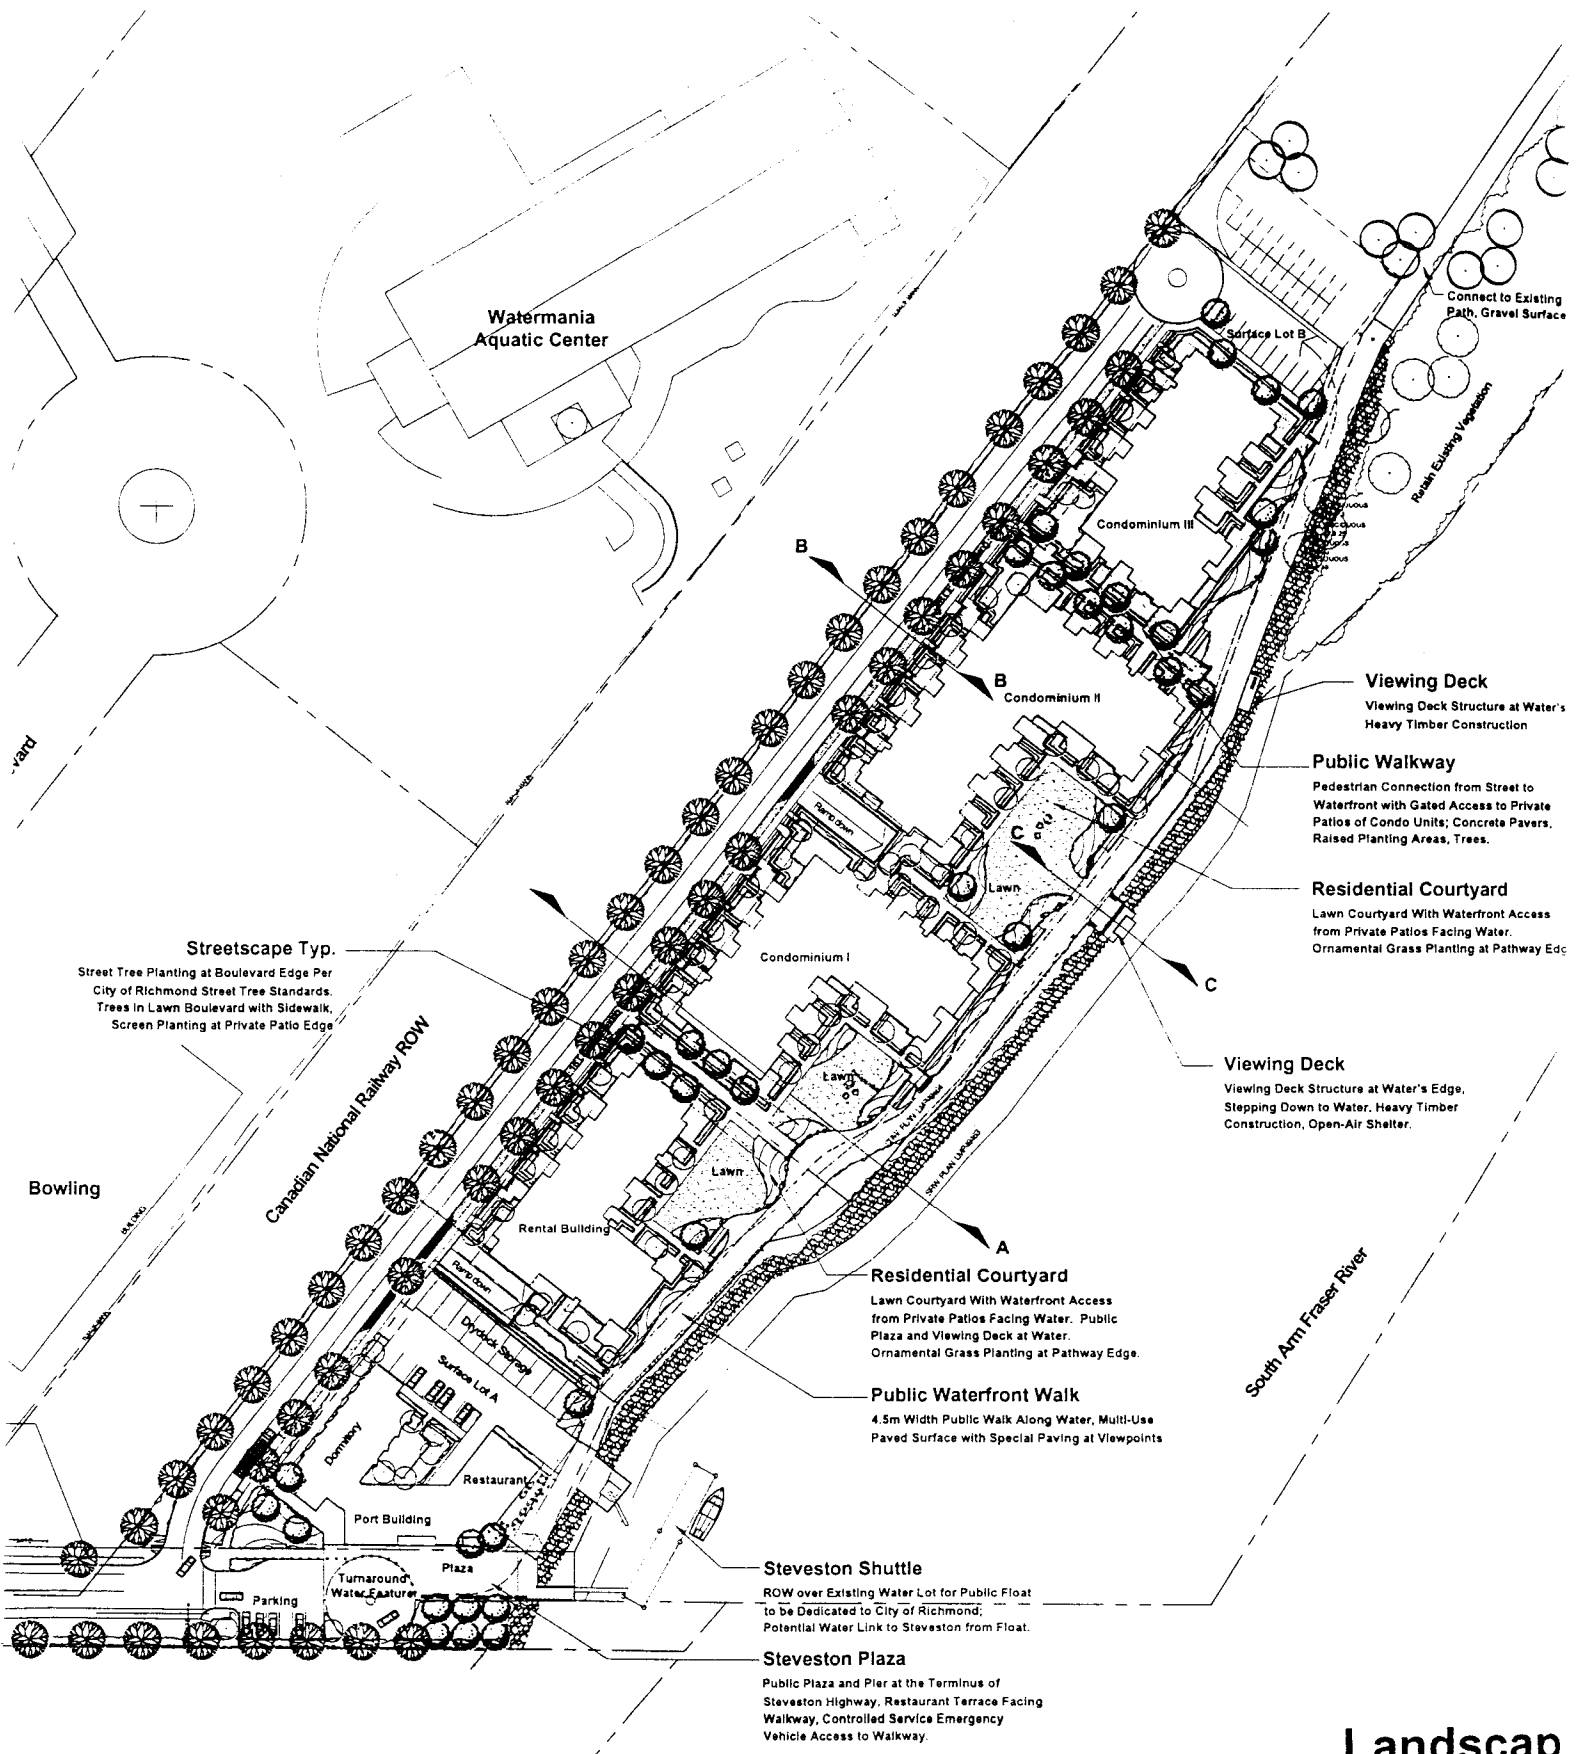 Watermania
Aquatic Center
Connect to Existing
Path, Gravel Surface
Surface Lot B
Retain Existing Vegetation
Condominium III
B
B
Condominium II
Viewing Deck
Viewing Deck Structure at Water's
Heavy Timber Construction
Public Walkway
Pedestrian Connection from Street to
Waterfront with Gated Access to Private
Patios of Condo Units; Concrete Pavers,
Raised Planting Areas, Trees.
Ramp down
C
Lawn
Residential Courtyard
Lawn Courtyard With Waterfront Access
from Private Patios Facing Water.
Ornamental Grass Planting at Pathway Edg
Streetscape Typ.
Street Tree Planting at Boulevard Edge Per
City of Richmond Street Tree Standards.
Trees in Lawn Boulevard with Sidewalk,
Screen Planting at Private Patio Edge
Condominium I
C
Canadian National Railway ROW
Lawn
Viewing Deck
Viewing Deck Structure at Water's Edge,
Stepping Down to Water. Heavy Timber
Construction, Open-Air Shelter.
Bowling
BUILDING
Lawn
Rental Building
A
Ramp down
Residential Courtyard
Lawn Courtyard With Waterfront Access
from Private Patios Facing Water. Public
Plaza and Viewing Deck at Water.
Ornamental Grass Planting at Pathway Edge.
South Arm Fraser River
Drydock Storage
Surface Lot A
Public Waterfront Walk
4.5m Width Public Walk Along Water, Multi-Use
Paved Surface with Special Paving at Viewpoints
Dormitory
Restaurant
Port Building
Plaza
Turnaround
Water Feature
Parking
Steveston Shuttle
ROW over Existing Water Lot for Public Float
to be Dedicated to City of Richmond;
Potential Water Link to Steveston from Float.
Steveston Plaza
Public Plaza and Pier at the Terminus of
Steveston Highway, Restaurant Terrace Facing
Walkway, Controlled Service Emergency
Vehicle Access to Walkway.
Landscap